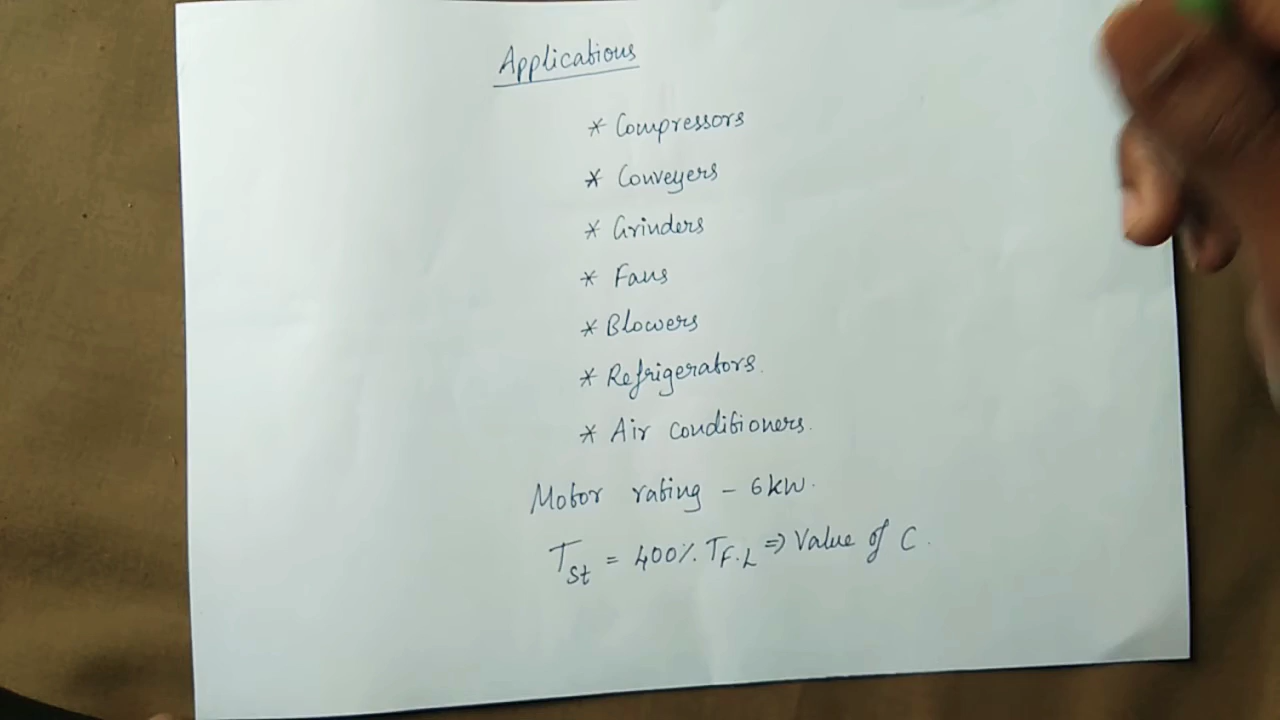 Applications
* Compressors
* Conveyers
* Grinders
* Fans
* Blowers
* Refrigerators.
* Air conditioners.
Motor rating - 6kw.
Tst = 400% TF.L => Value of C.